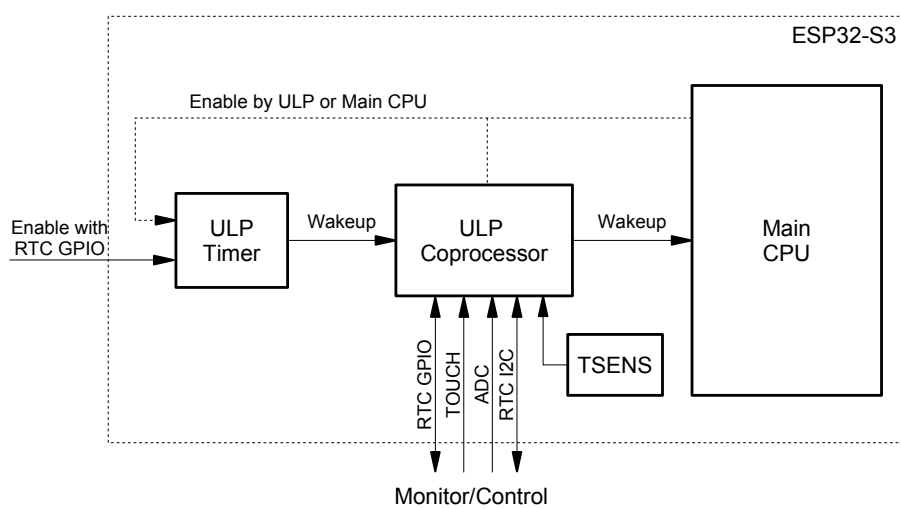 ESP32-S3
Enable by ULP or Main CPU
Enable with
RTC GPIO
ULP
Timer
Wakeup
ULP
Coprocessor
Wakeup
Main
CPU
RTC GPIO
TOUCH
ADC
RTC I2C
TSENS
Monitor/Control